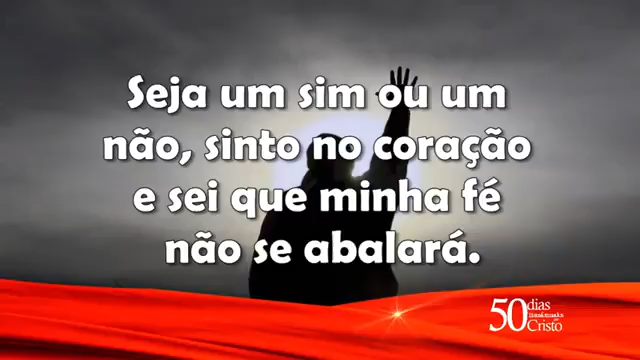 Seja um sim ou um
não, sinto no coração
e sei que minha fé
não se abalará.
50 dias
Cristo